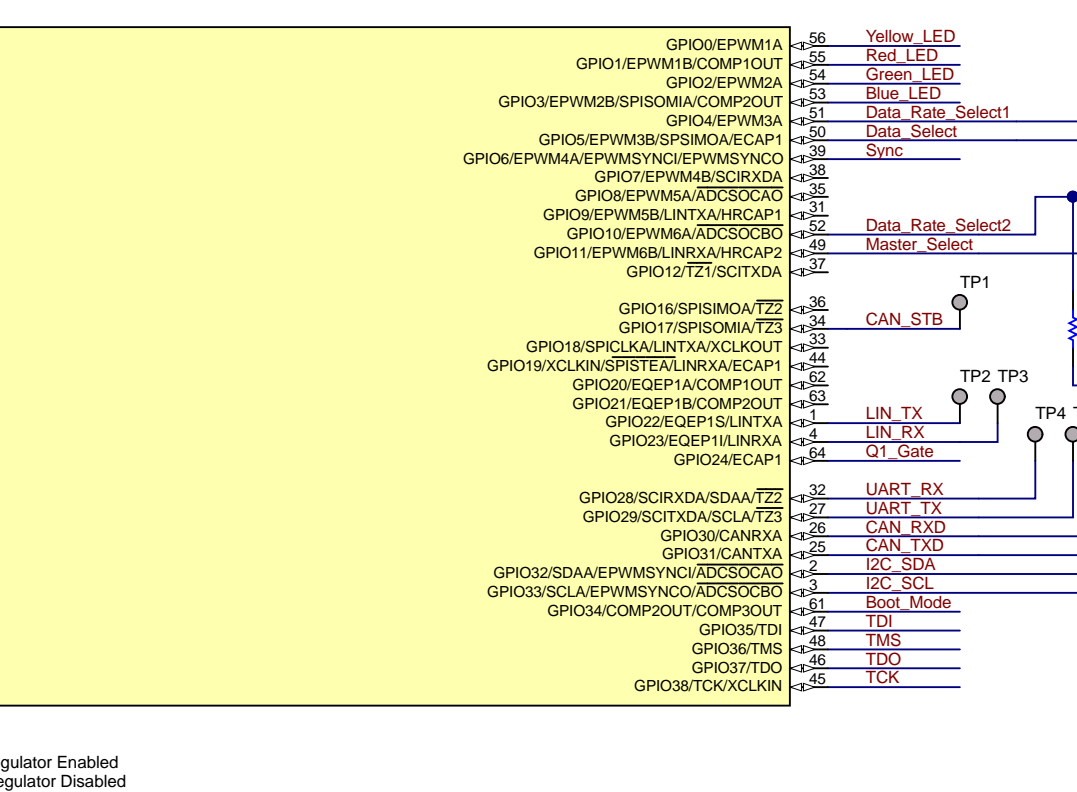 GPIO0/EPWM1A 56 Yellow_LED
GPIO1/EPWM1B/COMP1OUT 55 Red_LED
GPIO2/EPWM2A 54 Green_LED
GPIO3/EPWM2B/SPISOMIA/COMP2OUT 53 Blue_LED
GPIO4/EPWM3A 51 Data_Rate_Select1
GPIO5/EPWM3B/SPSIMOA/ECAP1 50 Data_Select
GPIO6/EPWM4A/EPWMSYNCI/EPWMSYNCO 39 Sync
GPIO7/EPWM4B/SCIRXDA 38
GPIO8/EPWM5A/ADCSOCAO 35
GPIO9/EPWM5B/LINTXA/HRCAP1 31
GPIO10/EPWM6A/ADCSOCBO 52 Data_Rate_Select2
GPIO11/EPWM6B/LINRXA/HRCAP2 49 Master_Select
GPIO12/TZ1/SCITXDA 37
TP1
GPIO16/SPISIMOA/TZ2 36
GPIO17/SPISOMIA/TZ3 34 CAN_STB
GPIO18/SPICLKA/LINTXA/XCLKOUT 33
GPIO19/XCLKIN/SPISTEA/LINRXA/ECAP1 44
GPIO20/EQEP1A/COMP1OUT 62 TP2 TP3
GPIO21/EQEP1B/COMP2OUT 63
GPIO22/EQEP1S/LINTXA 1 LIN_TX TP4
GPIO23/EQEP1I/LINRXA 4 LIN_RX
GPIO24/ECAP1 64 Q1_Gate
GPIO28/SCIRXDA/SDAA/TZ2 32 UART_RX
GPIO29/SCITXDA/SCLA/TZ3 27 UART_TX
GPIO30/CANRXA 26 CAN_RXD
GPIO31/CANTXA 25 CAN_TXD
GPIO32/SDAA/EPWMSYNCI/ADCSOCAO 2 I2C_SDA
GPIO33/SCLA/EPWMSYNCO/ADCSOCBO 3 I2C_SCL
GPIO34/COMP2OUT/COMP3OUT 61 Boot_Mode
GPIO35/TDI 47 TDI
GPIO36/TMS 48 TMS
GPIO37/TDO 46 TDO
GPIO38/TCK/XCLKIN 45 TCK
gulator Enabled
egulator Disabled